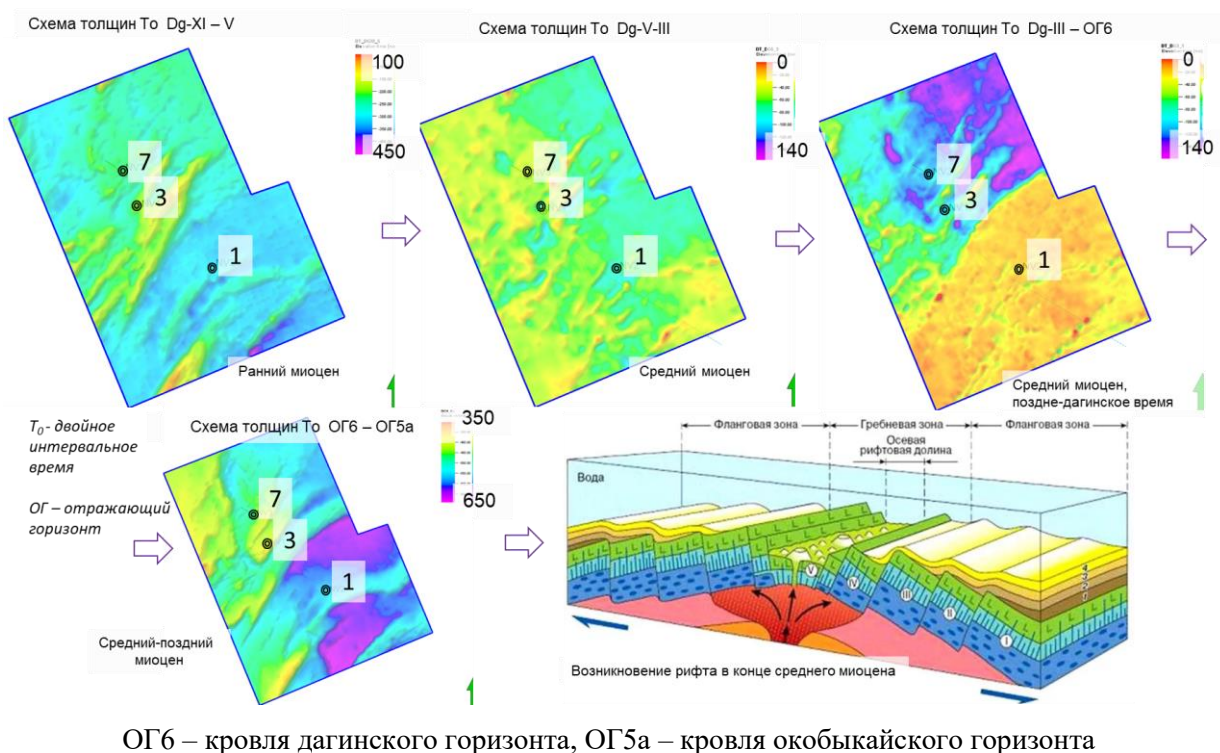 Схема толщин То Dg-XI – V
100
450
7
3
1
Ранний миоцен
Схема толщин То Dg-V-III
0
140
7
3
1
Средний миоцен
Схема толщин То Dg-III – ОГ6
0
140
7
3
1
Средний миоцен,
поздне-дагинское время
T₀- двойное
интервальное
время
ОГ – отражающий
горизонт
Схема толщин То ОГ6 – ОГ5а
350
650
7
3
1
Средний-поздний
миоцен
Фланговая зона
Гребневая зона
Фланговая зона
Осевая
рифтовая долина
Вода
V
IV
III
II
I
Возникновение рифта в конце среднего миоцена
ОГ6 – кровля дагинского горизонта, ОГ5а – кровля окобыкайского горизонта